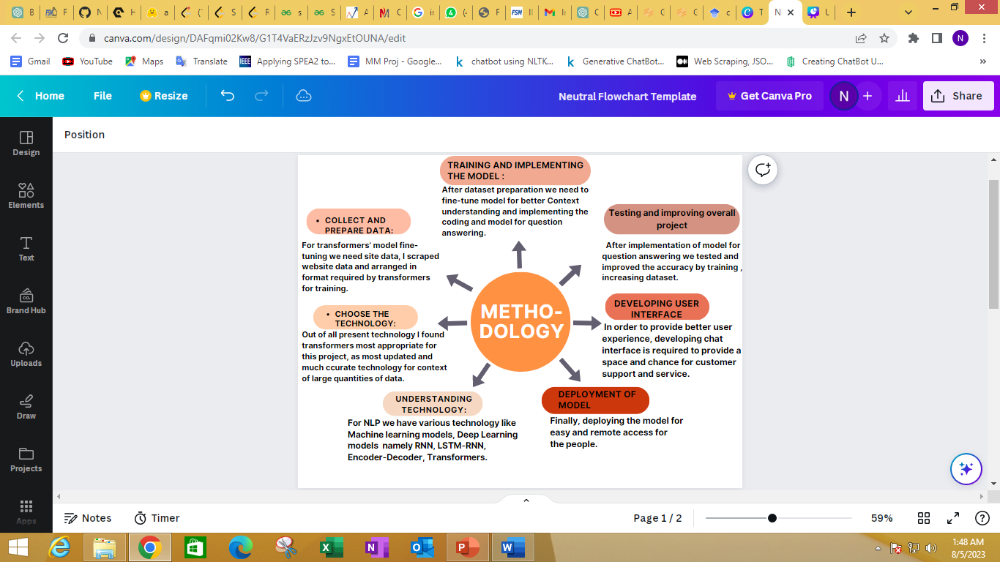 B
F
N
H
a
(
S
R
s
S
A
C
ir
(
F
FSM
II
M
Ir
C
A
G
G
c
T
N
U
canva.com/design/DAFqmi02Kw8/G1T4VaERzJzv9NgxEtOUNA/edit
N
Gmail
YouTube
Maps
Translate
IEEE
Applying SPEA2 to...
MM Proj - Google...
k
chatbot using NLTK...
k
Generative ChatBot...
Web Scraping, JSO...
Creating ChatBot U...
»
Home
File
Resize
Neutral Flowchart Template
Get Canva Pro
N
+
Share
Position
Design
Elements
Text
Brand Hub
Uploads
Draw
Projects
Apps
TRAINING AND IMPLEMENTING
THE MODEL :
After dataset preparation we need to
fine-tune model for better Context
understanding and implementing the
coding and model for question
answering.
• COLLECT AND
PREPARE DATA:
For transformers' model fine-
tuning we need site data, I scraped
website data and arranged in
format required by transformers
for training.
Testing and improving overall
project
After implementation of model for
question answering we tested and
improved the accuracy by training ,
increasing dataset.
• CHOOSE THE
TECHNOLOGY:
Out of all present technology I found
transformers most appropriate for
this project, as most updated and
much ccurate technology for context
of large quantities of data.
METHO-
DOLOGY
DEVELOPING USER
INTERFACE
In order to provide better user
experience, developing chat
interface is required to provide a
space and chance for customer
support and service.
UNDERSTANDING
TECHNOLOGY:
For NLP we have various technology like
Machine learning models, Deep Learning
models namely RNN, LSTM-RNN,
Encoder-Decoder, Transformers.
DEPLOYMENT OF
MODEL
Finally, deploying the model for
easy and remote access for
the people.
Notes
Timer
Page 1 / 2
59%
1:48 AM
8/5/2023